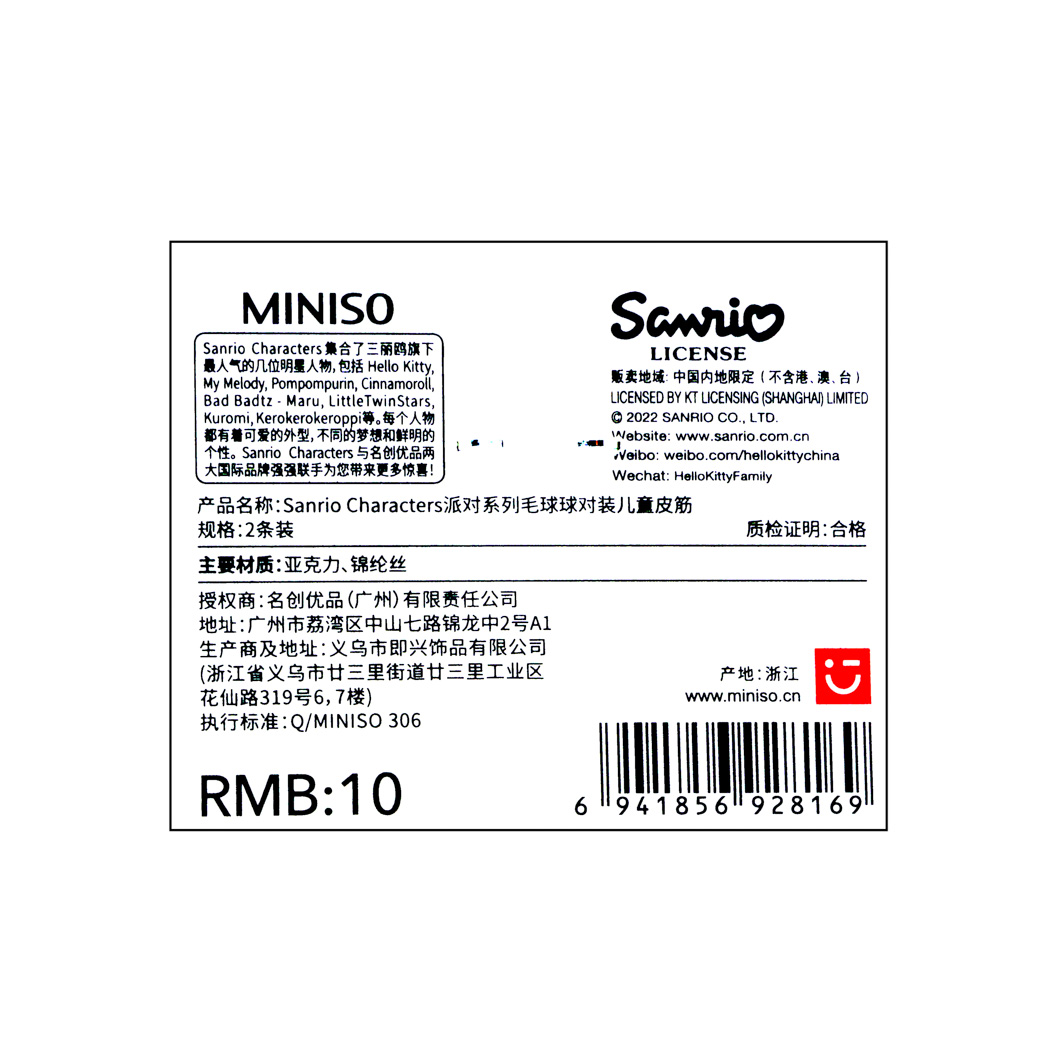 MINISO
Sanrio Characters集合了三丽鸥旗下
最人气的几位明星人物,包括 Hello Kitty,
My Melody, Pompompurin, Cinnamoroll,
Bad Badtz - Maru, LittleTwinStars,
Kuromi, Kerokerokeroppi等。每个人物
都有着可爱的外型,不同的梦想和鲜明的
个性。Sanrio Characters 与名创优品两
大国际品牌强强联手为您带来更多惊喜!
Sanrio
LICENSE
贩卖地域: 中国内地限定 ( 不含港、澳、台 )
LICENSED BY KT LICENSING (SHANGHAI) LIMITED
© 2022 SANRIO CO., LTD.
Website: www.sanrio.com.cn
Weibo: weibo.com/hellokittychina
Wechat: HelloKittyFamily
产品名称:Sanrio Characters派对系列毛球球对装儿童皮筋
规格:2条装
质检证明:合格
主要材质:亚克力、锦纶丝
授权商:名创优品(广州)有限责任公司
地址:广州市荔湾区中山七路锦龙中2号A1
生产商及地址:义乌市即兴饰品有限公司
(浙江省义乌市廿三里街道廿三里工业区
花仙路319号6,7楼)
执行标准:Q/MINISO 306
产地:浙江
www.miniso.cn
RMB:10
6 941856 928169